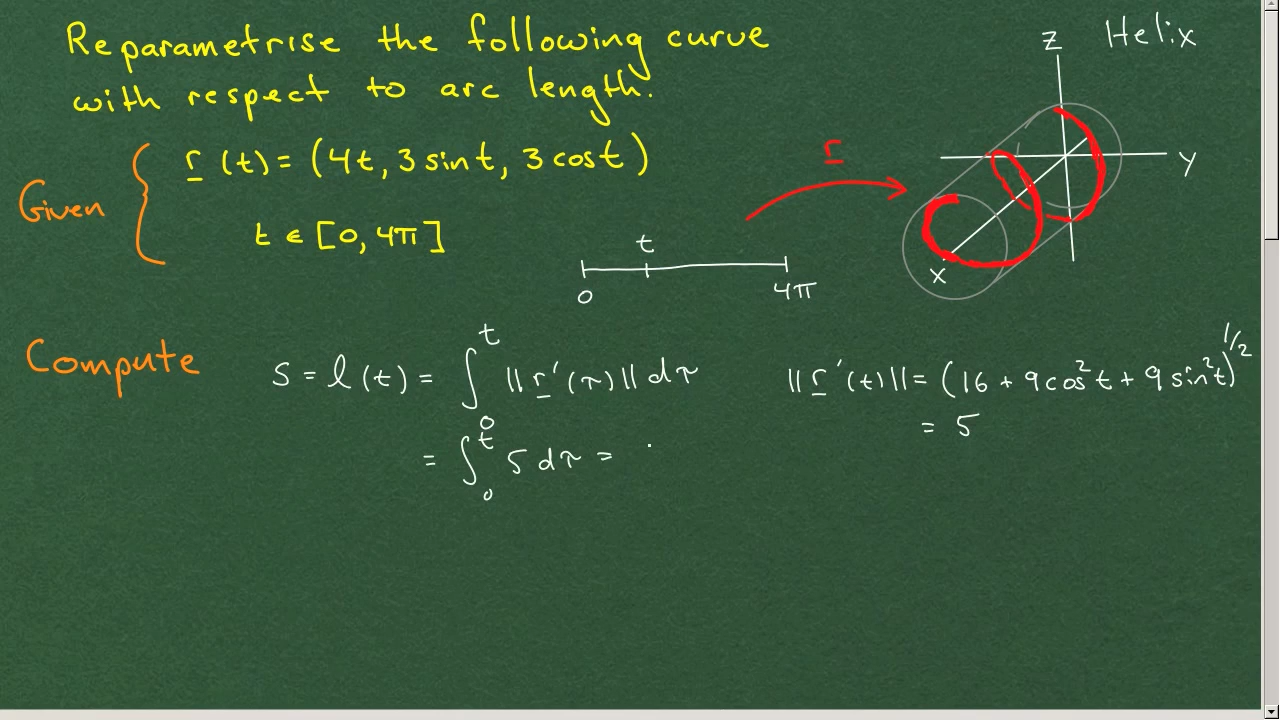 Reparametrise the following curve
with respect to arc length.
Given { r(t) = (4t, 3 sin t, 3 cos t)
t ∈ [0, 4π]
t
0 4π
r
Helix
z
y
x
Compute s = l(t) = ∫₀ᵗ ||r'(τ)|| dτ
= ∫₀ᵗ 5 dτ =
||r'(t)|| = (16 + 9cos²t + 9 sin²t)^1/2
= 5